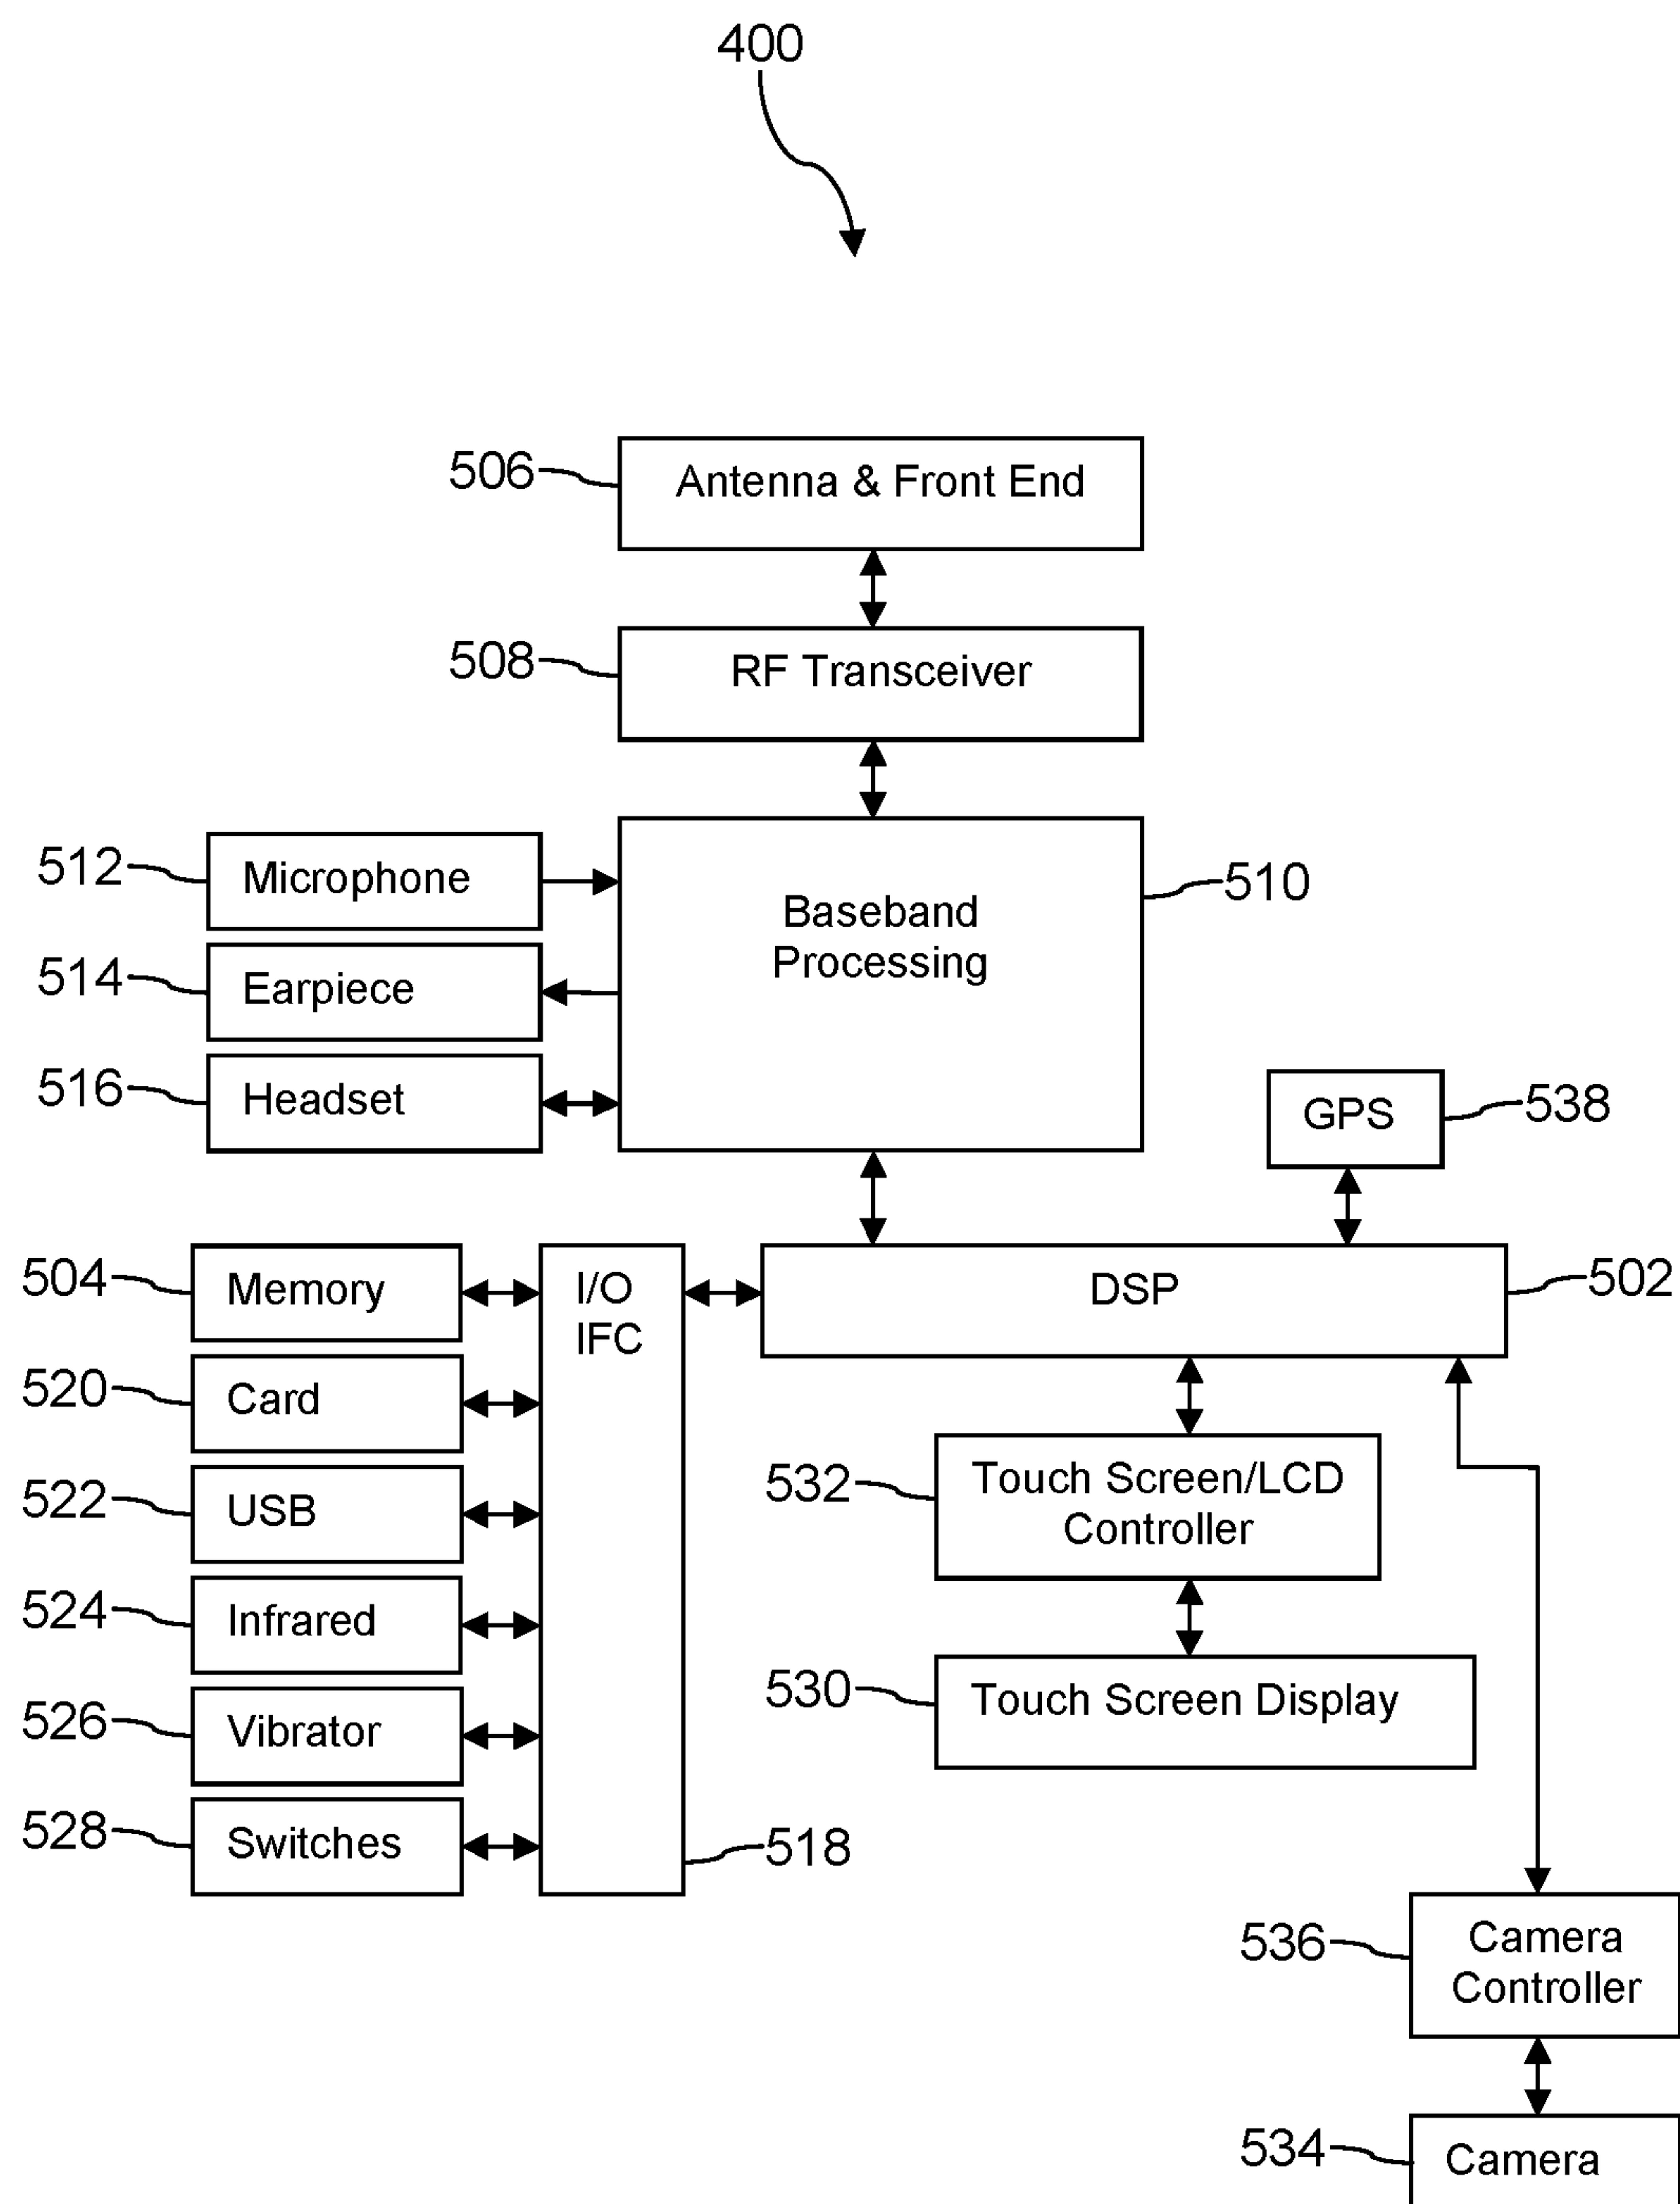 400
506
Antenna & Front End
508
RF Transceiver
512
Microphone
Baseband
Processing
510
514
Earpiece
516
Headset
GPS
538
504
Memory
I/O
IFC
DSP
502
520
Card
522
USB
532
Touch Screen/LCD
Controller
524
Infrared
526
Vibrator
530
Touch Screen Display
528
Switches
518
536
Camera
Controller
534
Camera